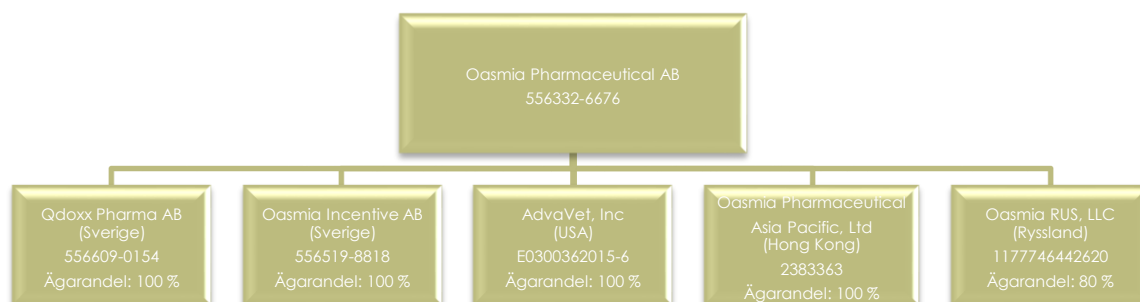 Oasmia Pharmaceutical AB
556332-6676
Qdoxx Pharma AB
(Sverige)
556609-0154
Ägarandel: 100 %
Oasmia Incentive AB
(Sverige)
556519-8818
Ägarandel: 100 %
AdvaVet, Inc
(USA)
E0300362015-6
Ägarandel: 100 %
Oasmia Pharmaceutical
Asia Pacific, Ltd
(Hong Kong)
2383363
Ägarandel: 100 %
Oasmia RUS, LLC
(Ryssland)
1177746442620
Ägarandel: 80 %